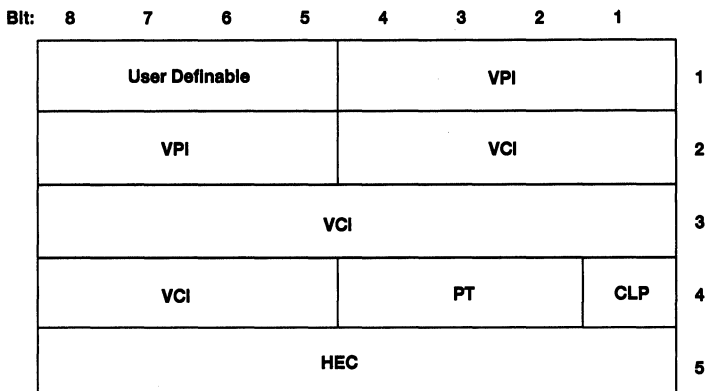 Bit: 8 7 6 5 4 3 2 1
User Definable VPI 1
VPI VCI 2
VCI 3
VCI PT CLP 4
HEC 5